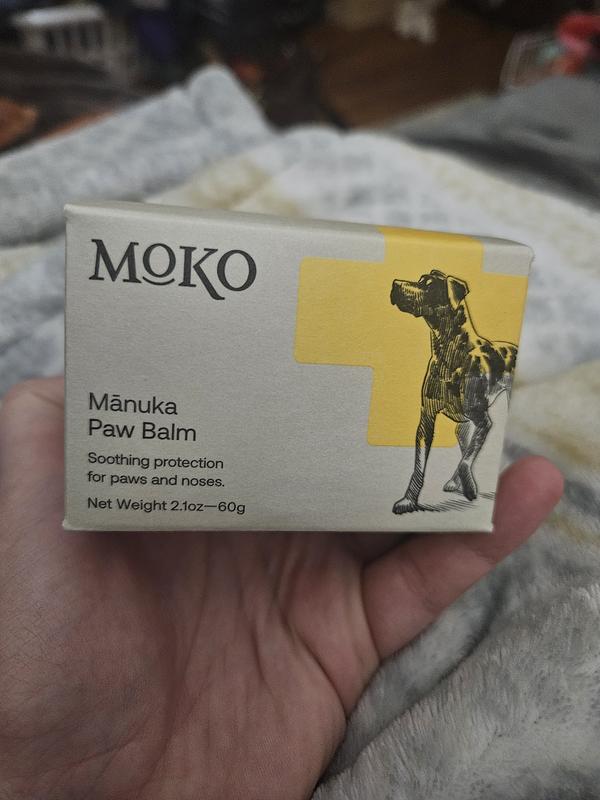 MOKO
Mānuka
Paw Balm
Soothing protection
for paws and noses.
Net Weight 2.1oz—60g